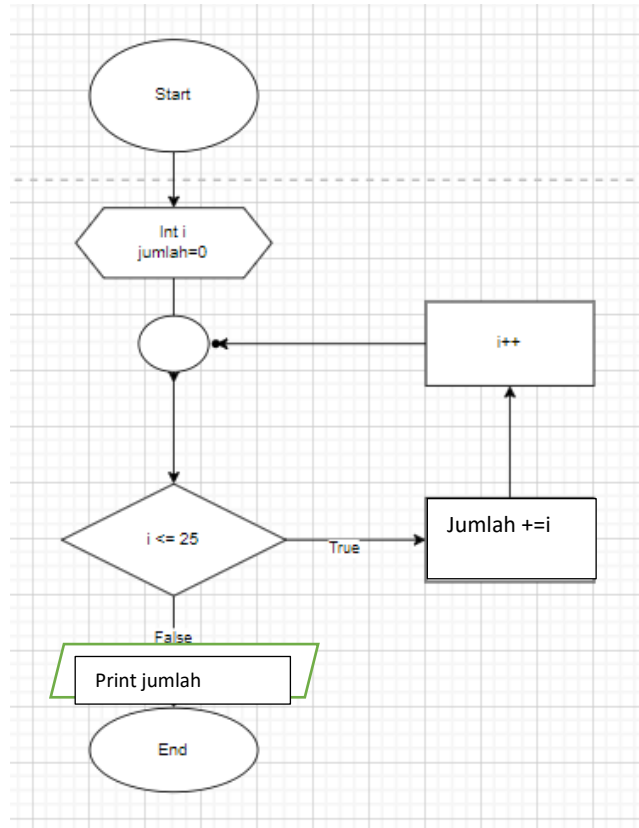 Start
Int i
jumlah=0
i++
i <= 25
True
Jumlah +=i
False
Print jumlah
End